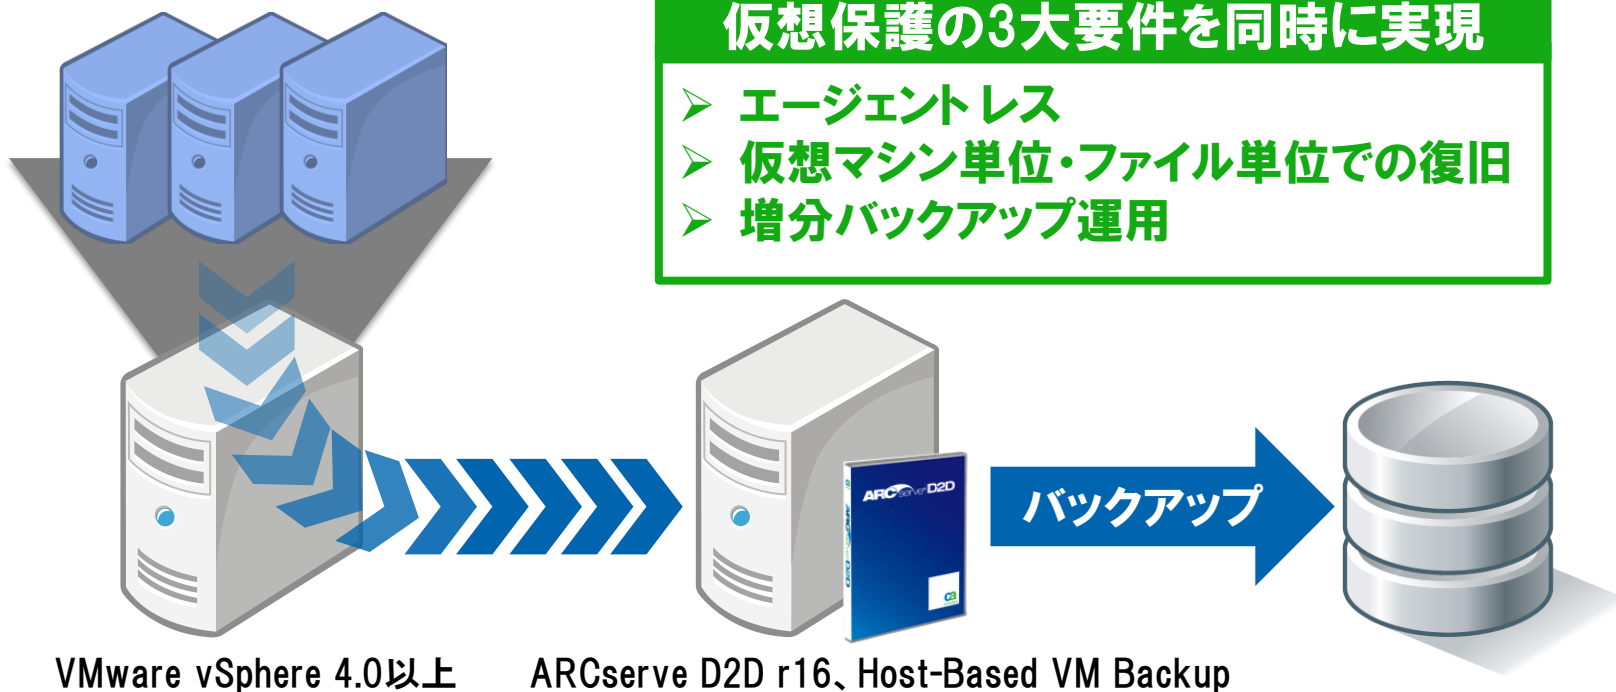 仮想保護の3大要件を同時に実現
➢ エージェントレス
➢ 仮想マシン単位・ファイル単位での復旧
➢ 増分バックアップ運用
ARCserve D2D
ARCserve D2D
ca
バックアップ
VMware vSphere 4.0以上
ARCserve D2D r16、Host-Based VM Backup